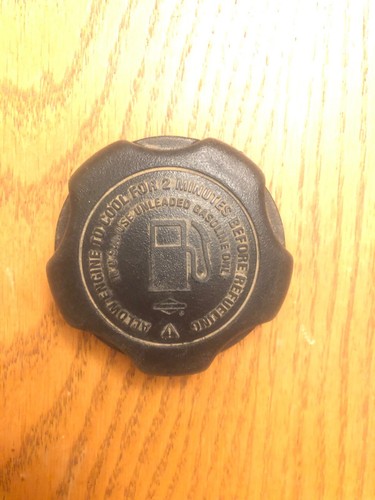 ALLOW ENGINE TO COOL FOR 2 MINUTES BEFORE REFUELING
USE UNLEADED GASOLINE ONLY